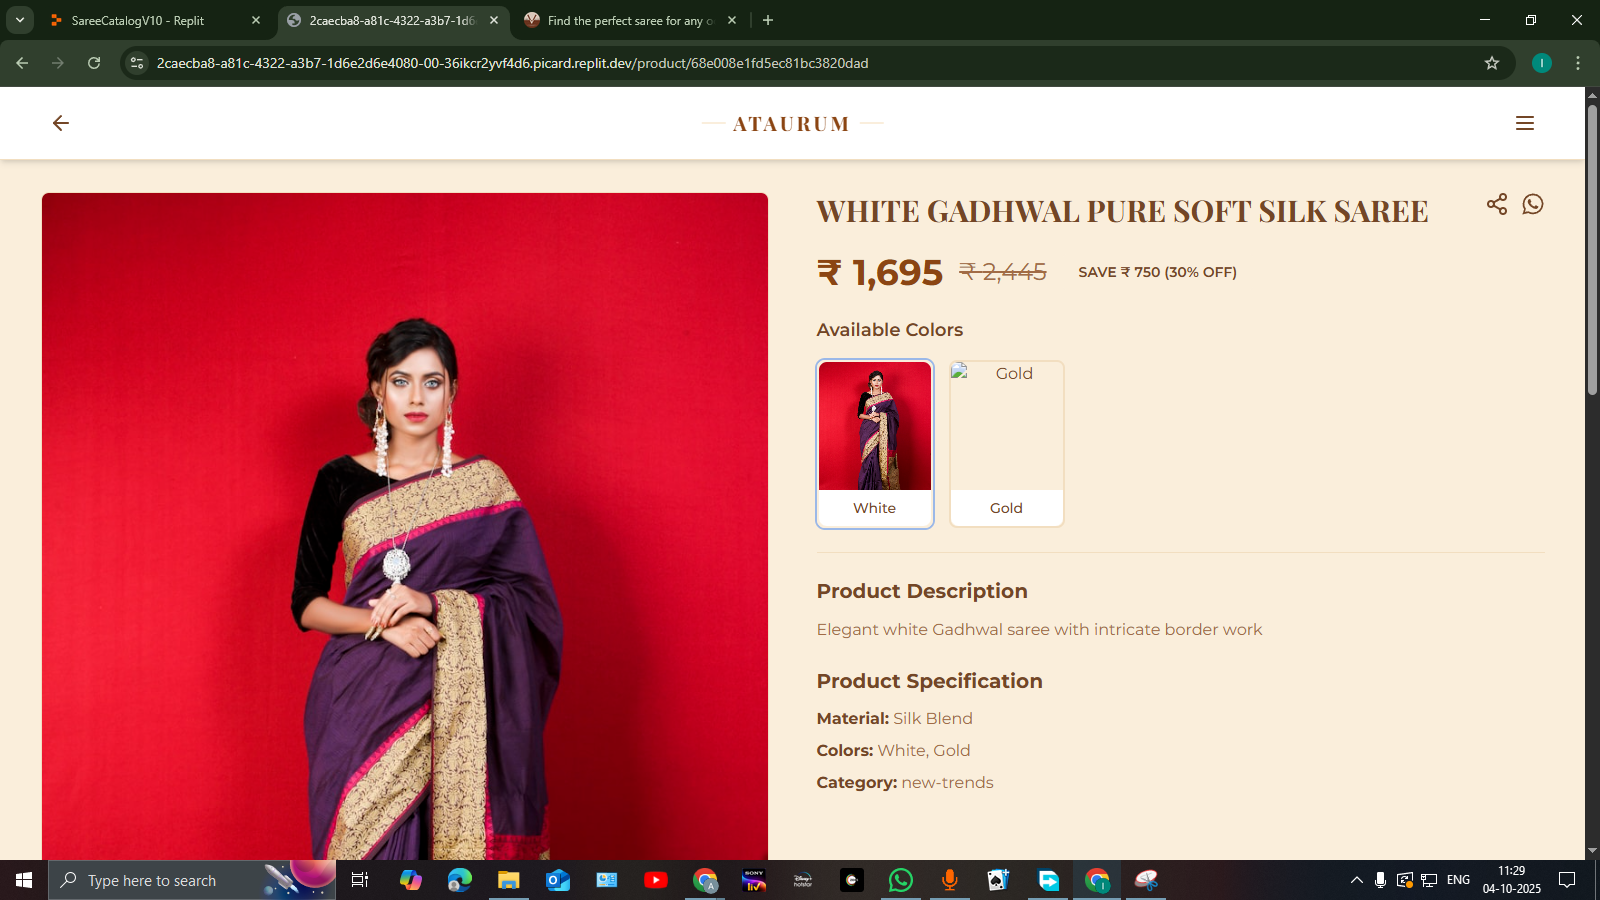 SareeCatalogV10 - Replit
2caecba8-a81c-4322-a3b7-1d6
Find the perfect saree for any o
2caecba8-a81c-4322-a3b7-1d6e2d6e4080-00-36ikcr2yvf4d6.picard.replit.dev/product/68e008e1fd5ec81bc3820dad
I
ATAURUM
WHITE GADHWAL PURE SOFT SILK SAREE
₹ 1,695 ₹ 2,445 SAVE ₹ 750 (30% OFF)
Available Colors
Gold
White
Gold
Product Description
Elegant white Gadhwal saree with intricate border work
Product Specification
Material: Silk Blend
Colors: White, Gold
Category: new-trends
Type here to search
A
SONY
liv
I
ENG
11:29
04-10-2025